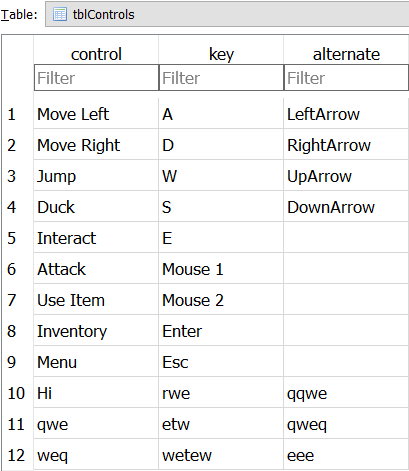 Table: tblControls
control key alternate
Filter Filter Filter
1 Move Left A LeftArrow
2 Move Right D RightArrow
3 Jump W UpArrow
4 Duck S DownArrow
5 Interact E
6 Attack Mouse 1
7 Use Item Mouse 2
8 Inventory Enter
9 Menu Esc
10 Hi rwe qqwe
11 qwe etw qweq
12 weq wetew eee